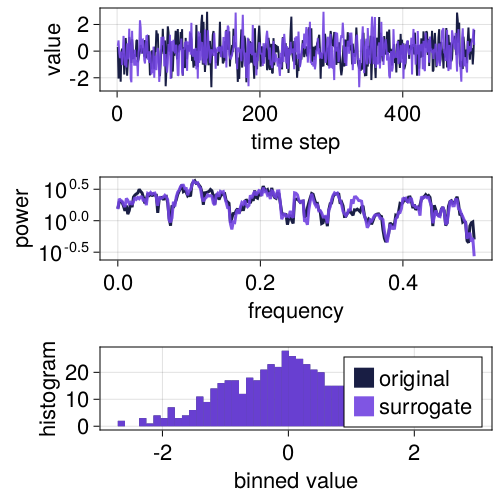 value
2
0
-2
0 200 400
time step
power
10^0.5
10^0.0
10^-0.5
0.0 0.2 0.4
frequency
histogram
20
10
0
original
surrogate
-2 0 2
binned value